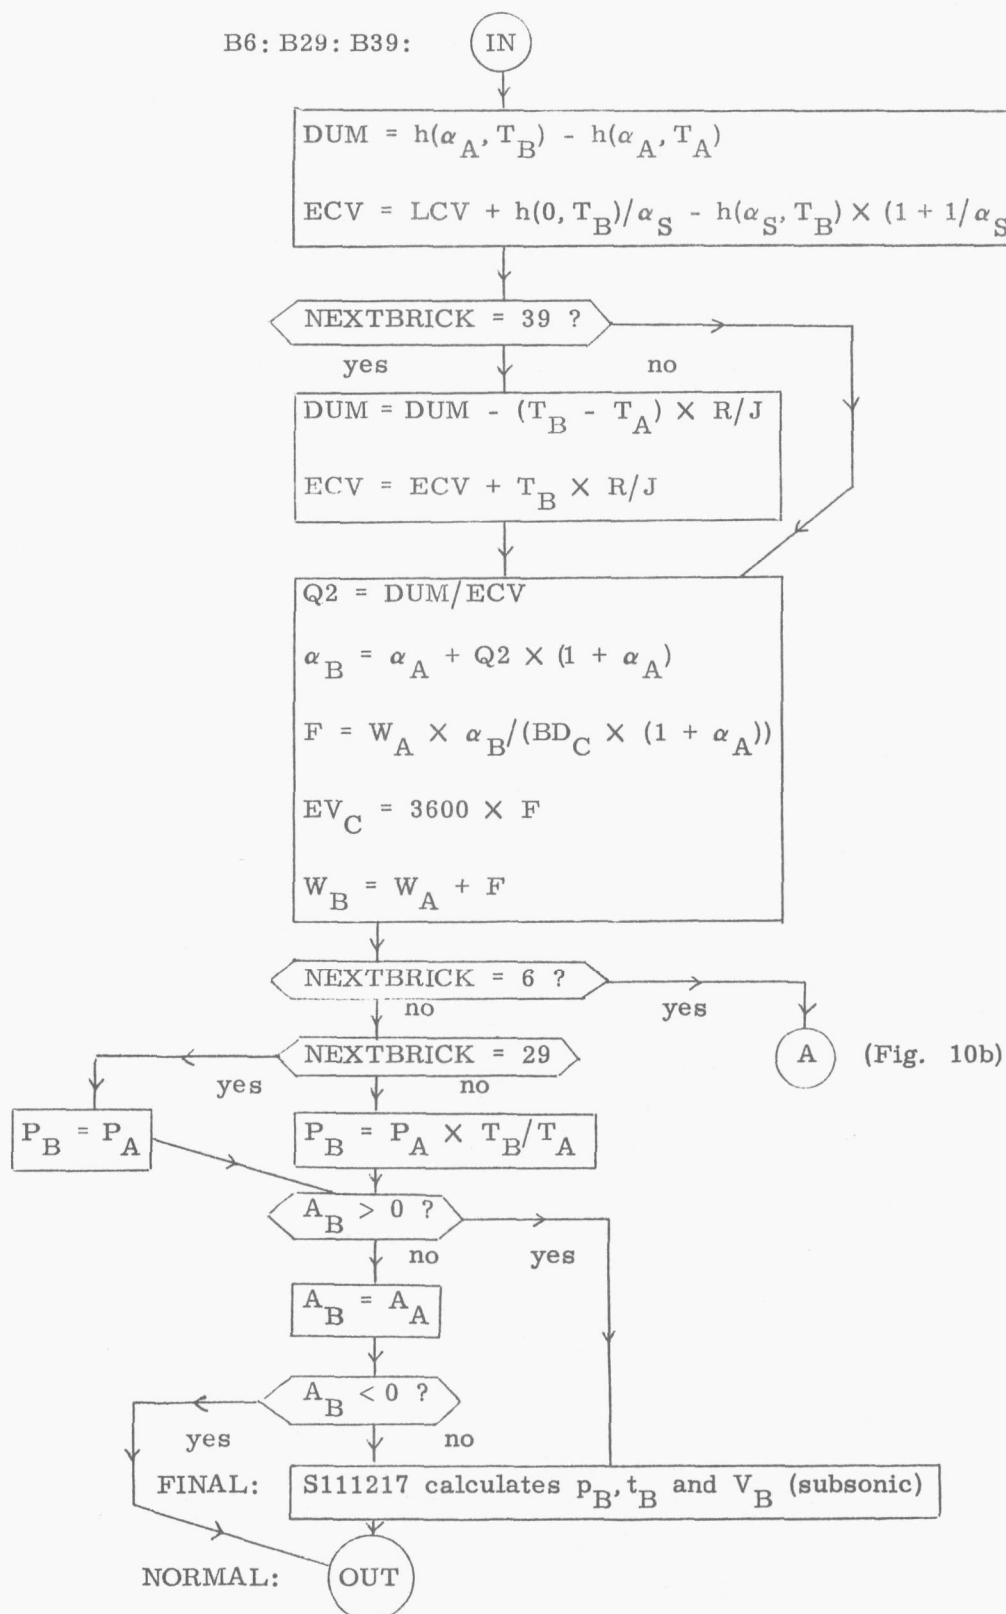 B6: B29: B39: IN
DUM = h(α_A, T_B) - h(α_A, T_A)
ECV = LCV + h(0, T_B)/α_S - h(α_S, T_B) × (1 + 1/α_S
NEXTBRICK = 39 ?
yes no
DUM = DUM - (T_B - T_A) × R/J
ECV = ECV + T_B × R/J
Q2 = DUM/ECV
α_B = α_A + Q2 × (1 + α_A)
F = W_A × α_B/(BD_C × (1 + α_A))
EV_C = 3600 × F
W_B = W_A + F
NEXTBRICK = 6 ?
no yes
NEXTBRICK = 29
A (Fig. 10b)
yes no
P_B = P_A
P_B = P_A × T_B/T_A
A_B > 0 ?
no yes
A_B = A_A
A_B < 0 ?
yes no
FINAL: S111217 calculates p_B, t_B and V_B (subsonic)
NORMAL: OUT